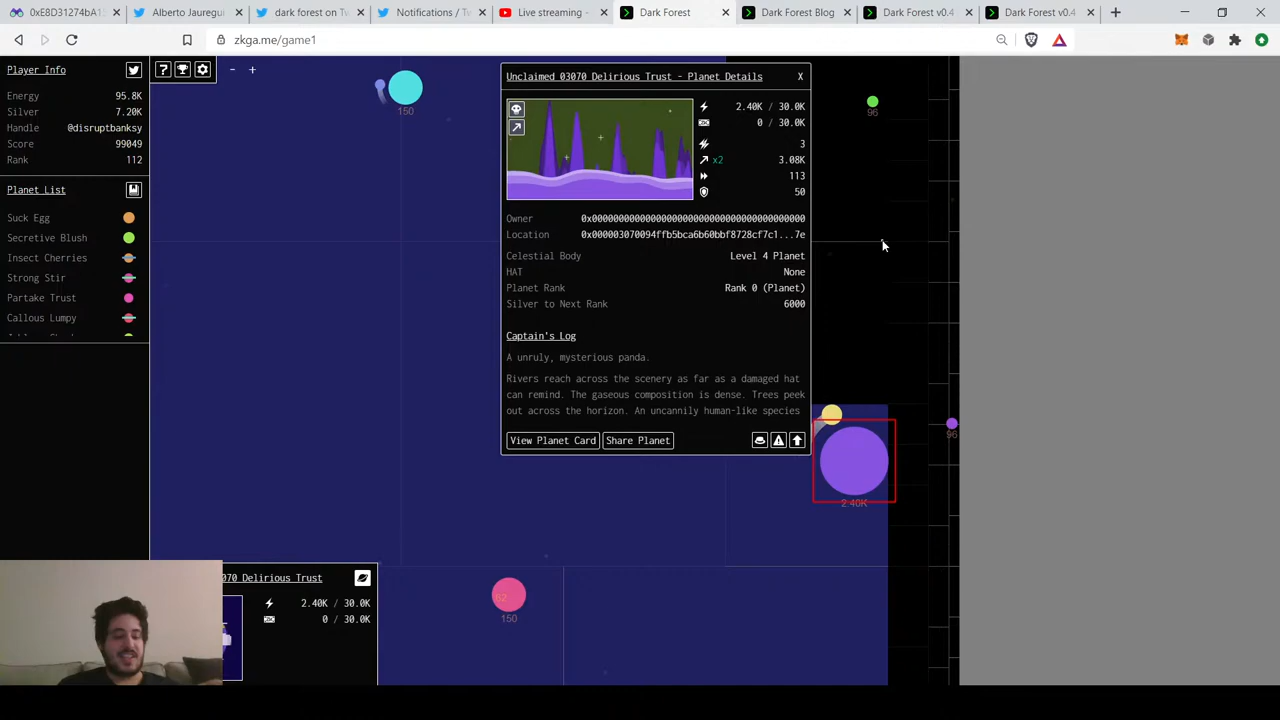 0xE8D31274bA1
Alberto Jauregu
dark forest on Tw
Notifications / Tw
Live streaming -
Dark Forest
Dark Forest Blog
Dark Forest v0.4
Dark Forest v0.4
zkga.me/game1
Player Info
Energy 95.8K
Silver 7.20K
Handle @disruptbanksy
Score 99049
Rank 112
Planet List
Suck Egg
Secretive Blush
Insect Cherries
Strong Stir
Partake Trust
Callous Lumpy
? - +
150
Unclaimed 03070 Delirious Trust - Planet Details X
2.40K / 30.0K
0 / 30.0K
3
x2 3.08K
113
50
Owner 0x0000000000000000000000000000000000000000
Location 0x000003070094ffb5bca6b60bbf8728cf7c1...7e
Celestial Body Level 4 Planet
HAT None
Planet Rank Rank 0 (Planet)
Silver to Next Rank 6000
Captain's Log
A unruly, mysterious panda.
Rivers reach across the scenery as far as a damaged hat
can remind. The gaseous composition is dense. Trees peek
out across the horizon. An uncannily human-like species
View Planet Card Share Planet
96
96
2.40K
070 Delirious Trust
2.40K / 30.0K
0 / 30.0K
62
150